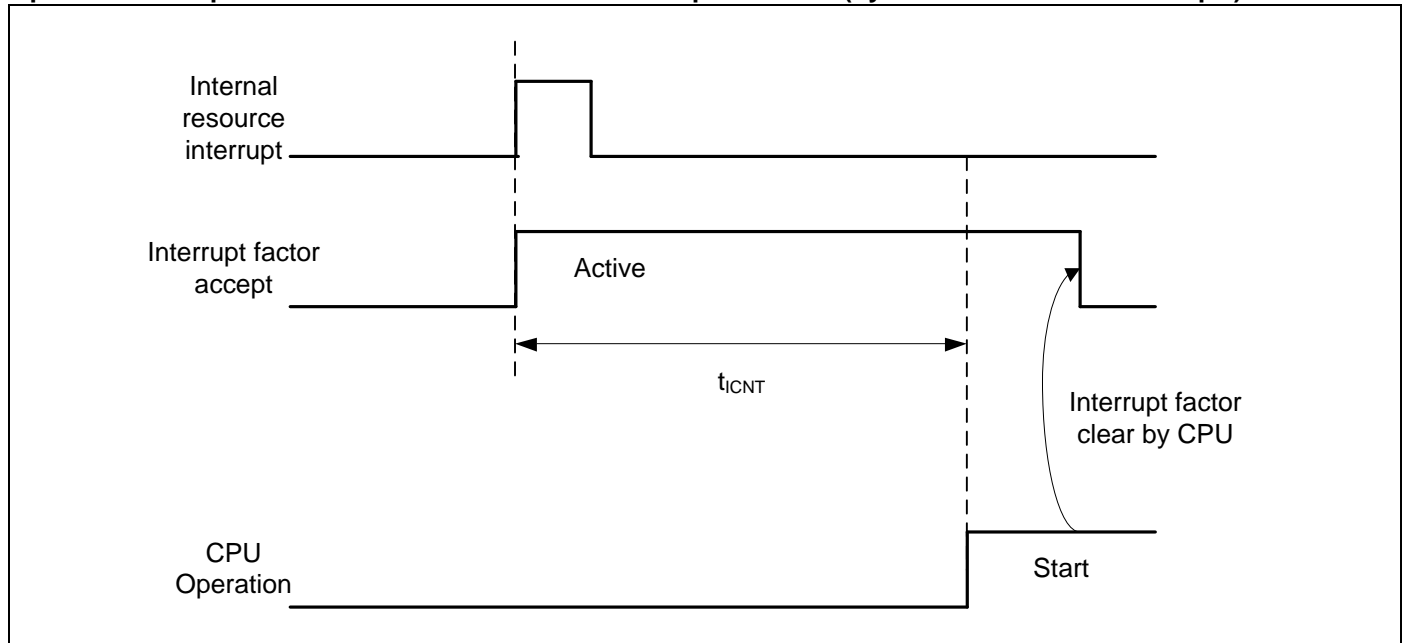 Internal
resource
interrupt
Interrupt factor
accept
Active
tICNT
Interrupt factor
clear by CPU
CPU
Operation
Start